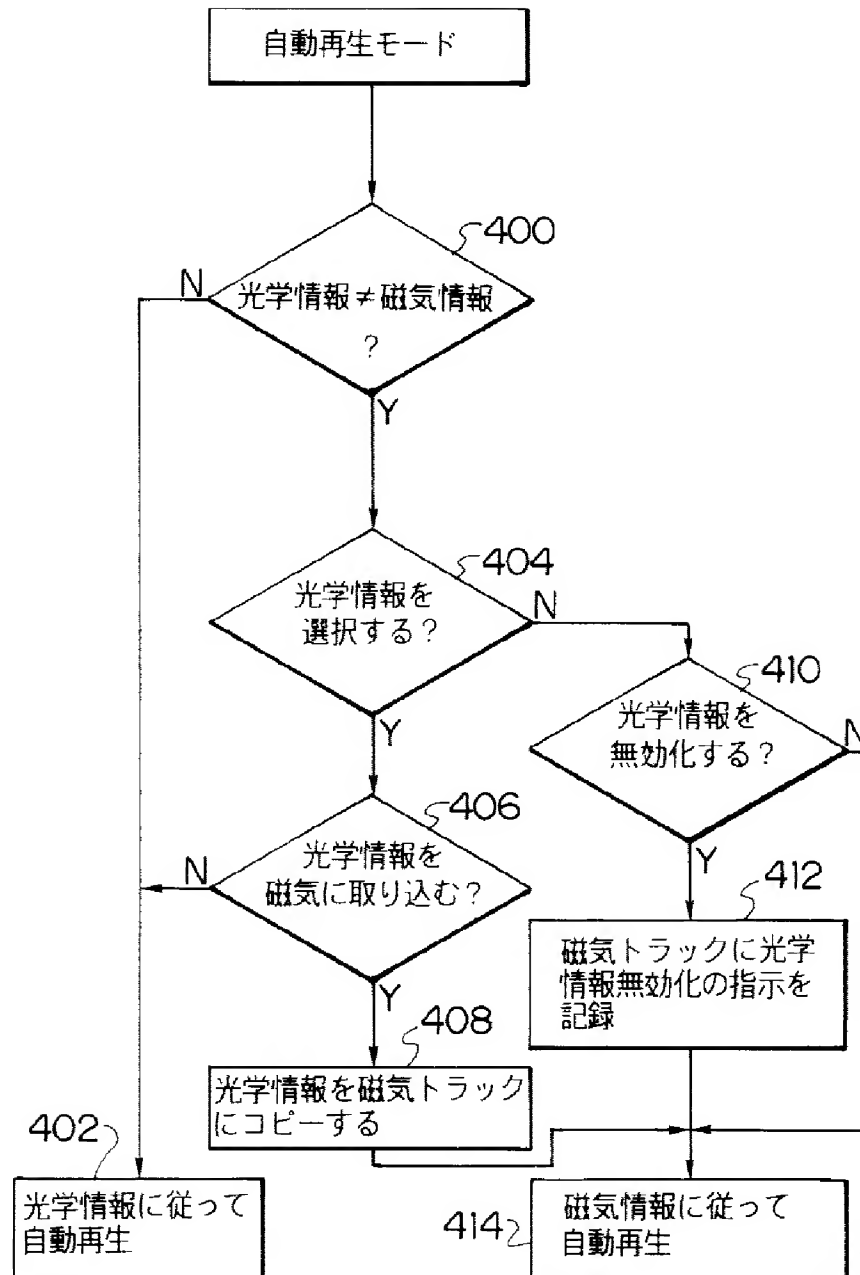 自動再生モード
400
N
光学情報≠磁気情報
?
Y
404
光学情報を
選択する?
N
410
Y
光学情報を
無効化する?
N
406
光学情報を
磁気に取り込む?
N
Y
412
磁気トラックに光学
情報無効化の指示を
記録
Y
408
光学情報を磁気トラック
にコピーする
402
光学情報に従って
自動再生
414
磁気情報に従って
自動再生